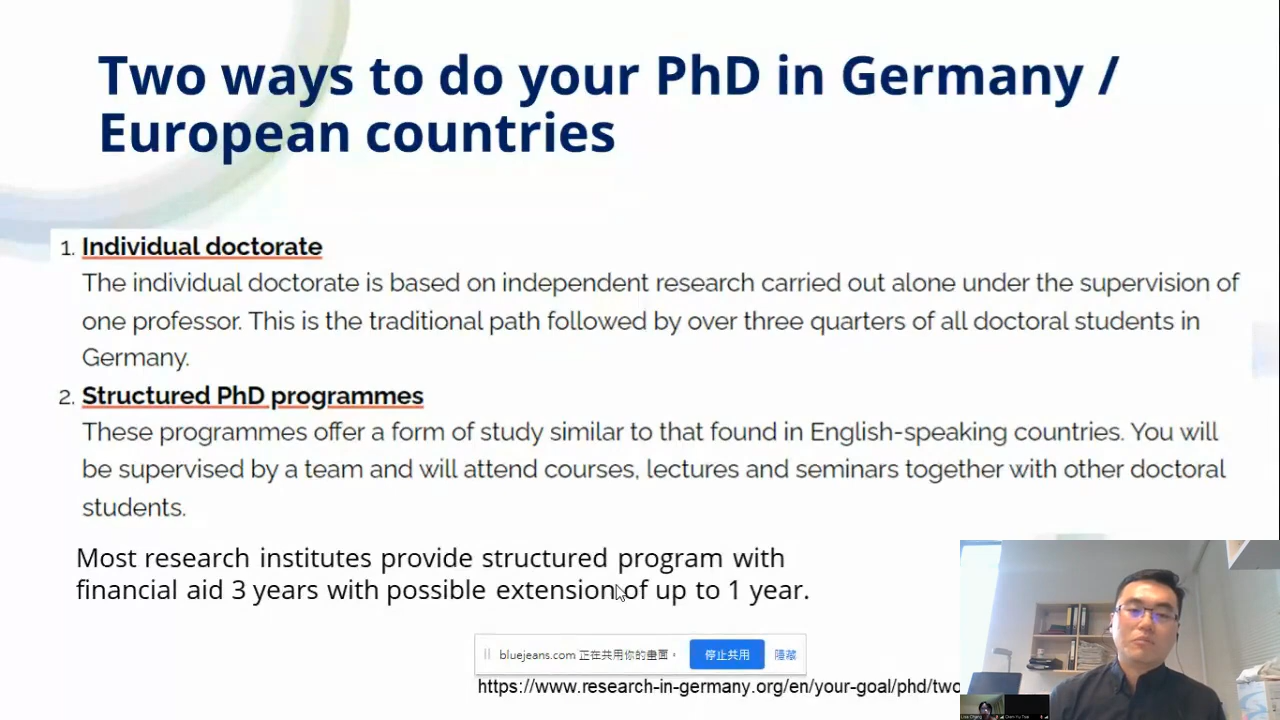 Two ways to do your PhD in Germany /
European countries
1. Individual doctorate
The individual doctorate is based on independent research carried out alone under the supervision of
one professor. This is the traditional path followed by over three quarters of all doctoral students in
Germany.
2. Structured PhD programmes
These programmes offer a form of study similar to that found in English-speaking countries. You will
be supervised by a team and will attend courses, lectures and seminars together with other doctoral
students.
Most research institutes provide structured program with
financial aid 3 years with possible extension of up to 1 year.
bluejeans.com 正在共用你的畫面。 停止共用 隱藏
https://www.research-in-germany.org/en/your-goal/phd/two